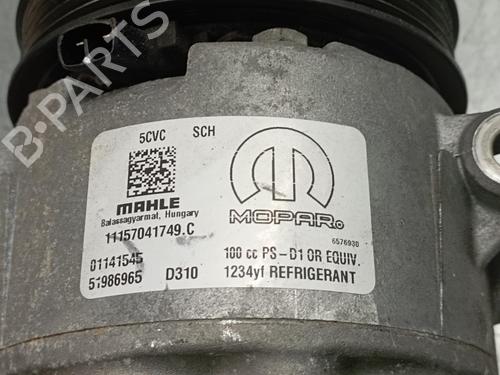 5CVC SCH
MAHLE
Balassagyarmat, Hungary
MOPAR®
6576930
11157041749.C
01141545
51986965 D310
100 cc PS-D1 OR EQUIV.
1234yf REFRIGERANT
B-PARTS